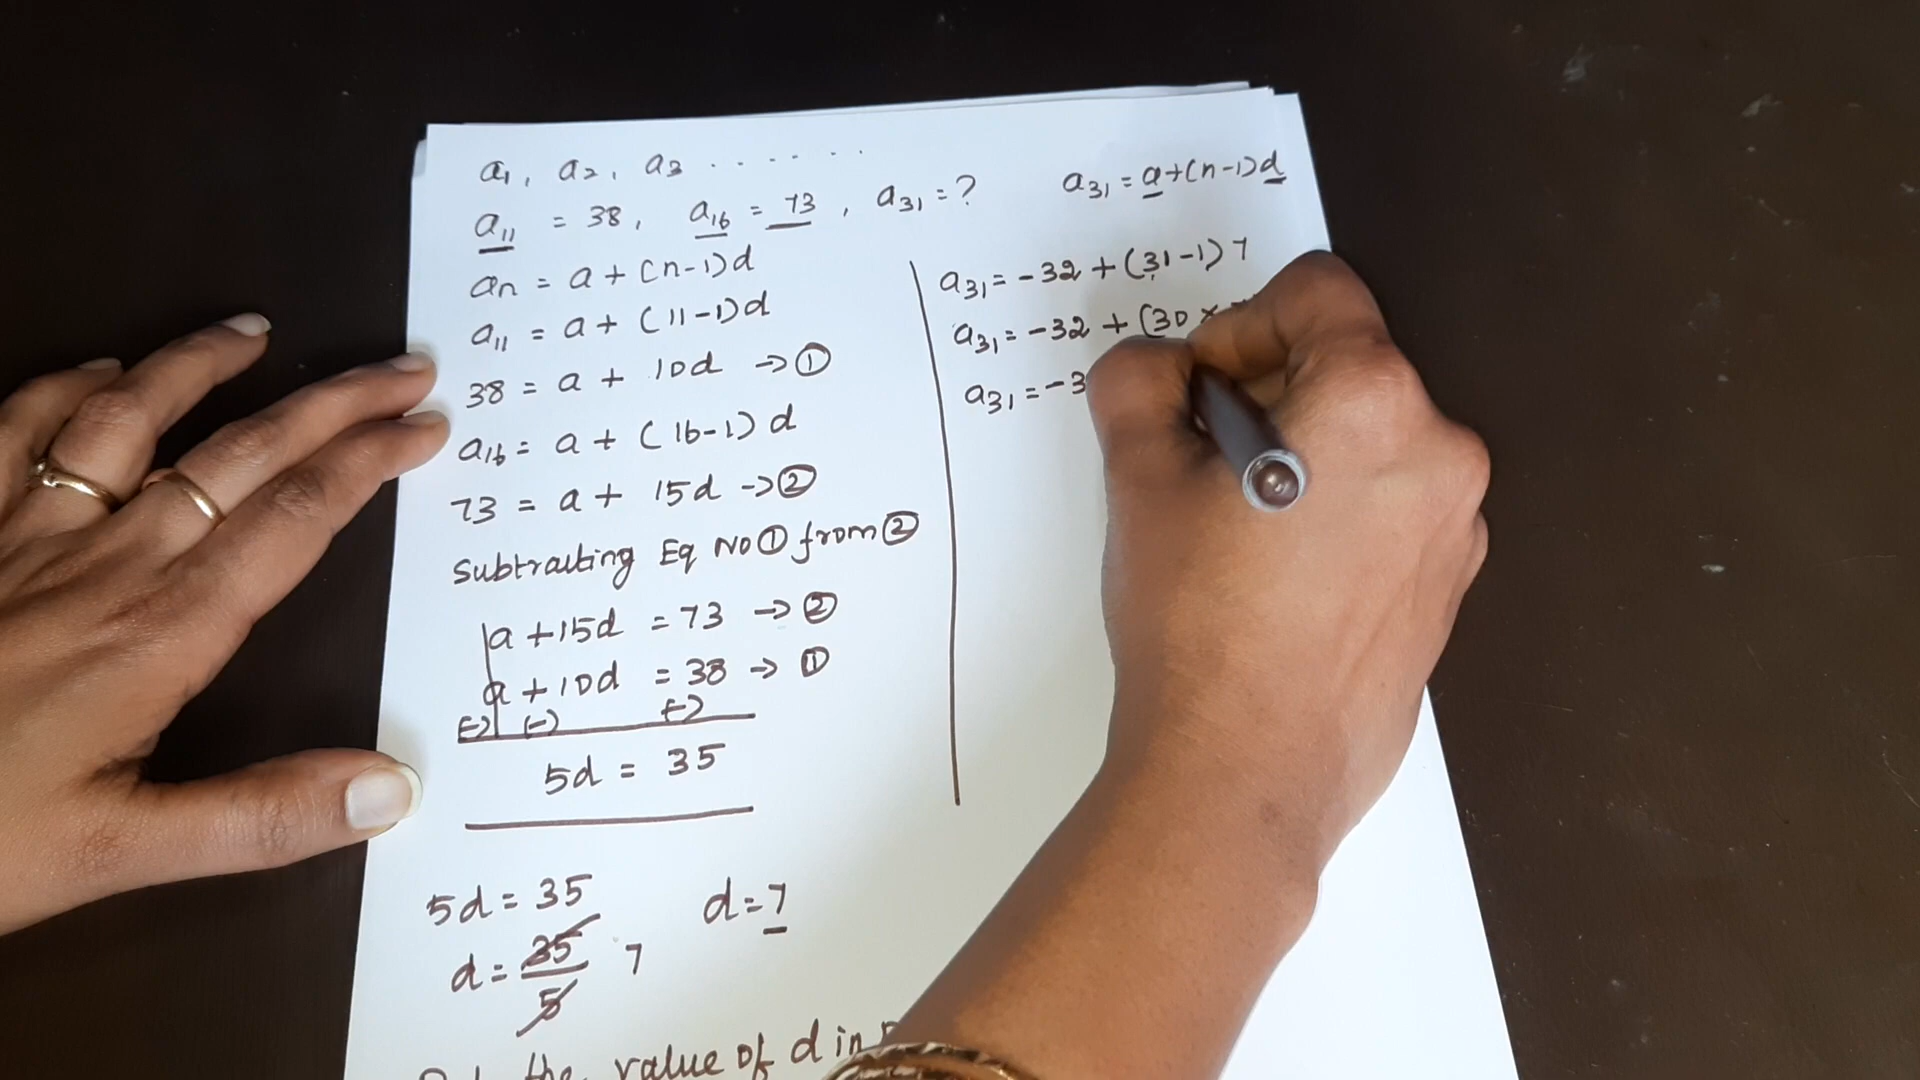 a1, a2, a3 .......
a11 = 38, a16 = 73, a31 = ?
an = a + (n-1)d
a11 = a + (11-1)d
38 = a + 10d → ①
a16 = a + (16-1)d
73 = a + 15d → ②
Subtracting Eq No ① from ②
a + 15d = 73 → ②
a + 10d = 38 → ①
(-) (-) (-)
5d = 35
5d = 35
d = 35/5 7
d = 7
the value of d in
a31 = a + (n-1)d
a31 = -32 + (31-1) 7
a31 = -32 + (30 ×
a31 = -3